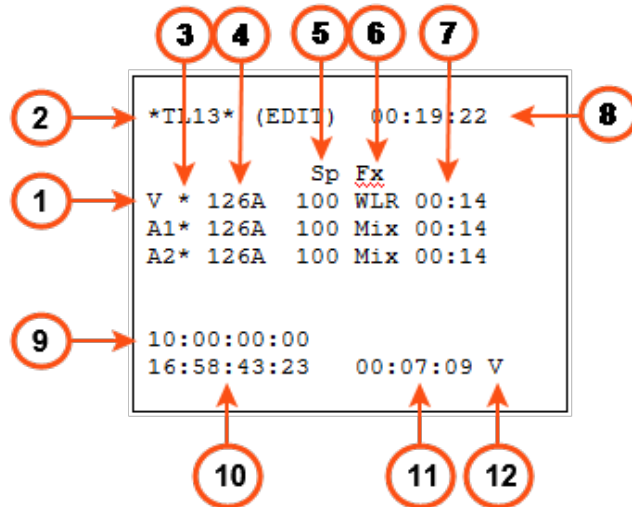 3 4 5 6 7
2 *TL13* (EDIT) 00:19:22 8
Sp Fx
1 V * 126A 100 WLR 00:14
A1* 126A 100 Mix 00:14
A2* 126A 100 Mix 00:14
9 10:00:00:00
16:58:43:23 00:07:09 V
10 11 12